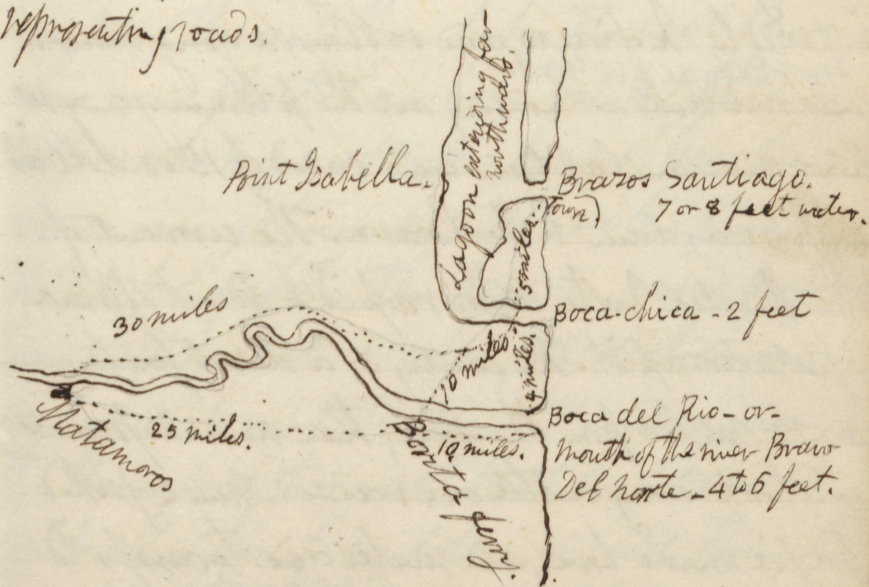 representing roads.
Lagoon extending far
northwards
Point Isabella.
Brazos Santiago.
7 or 8 feet water.
(Town)
5 miles.
30 miles
Boca-chica - 2 feet
10 miles
4 miles.
Matamoros
25 miles.
10 miles.
Boca del Rio - or -
mouth of the river Bravo
Del Norte - 4 to 6 feet.